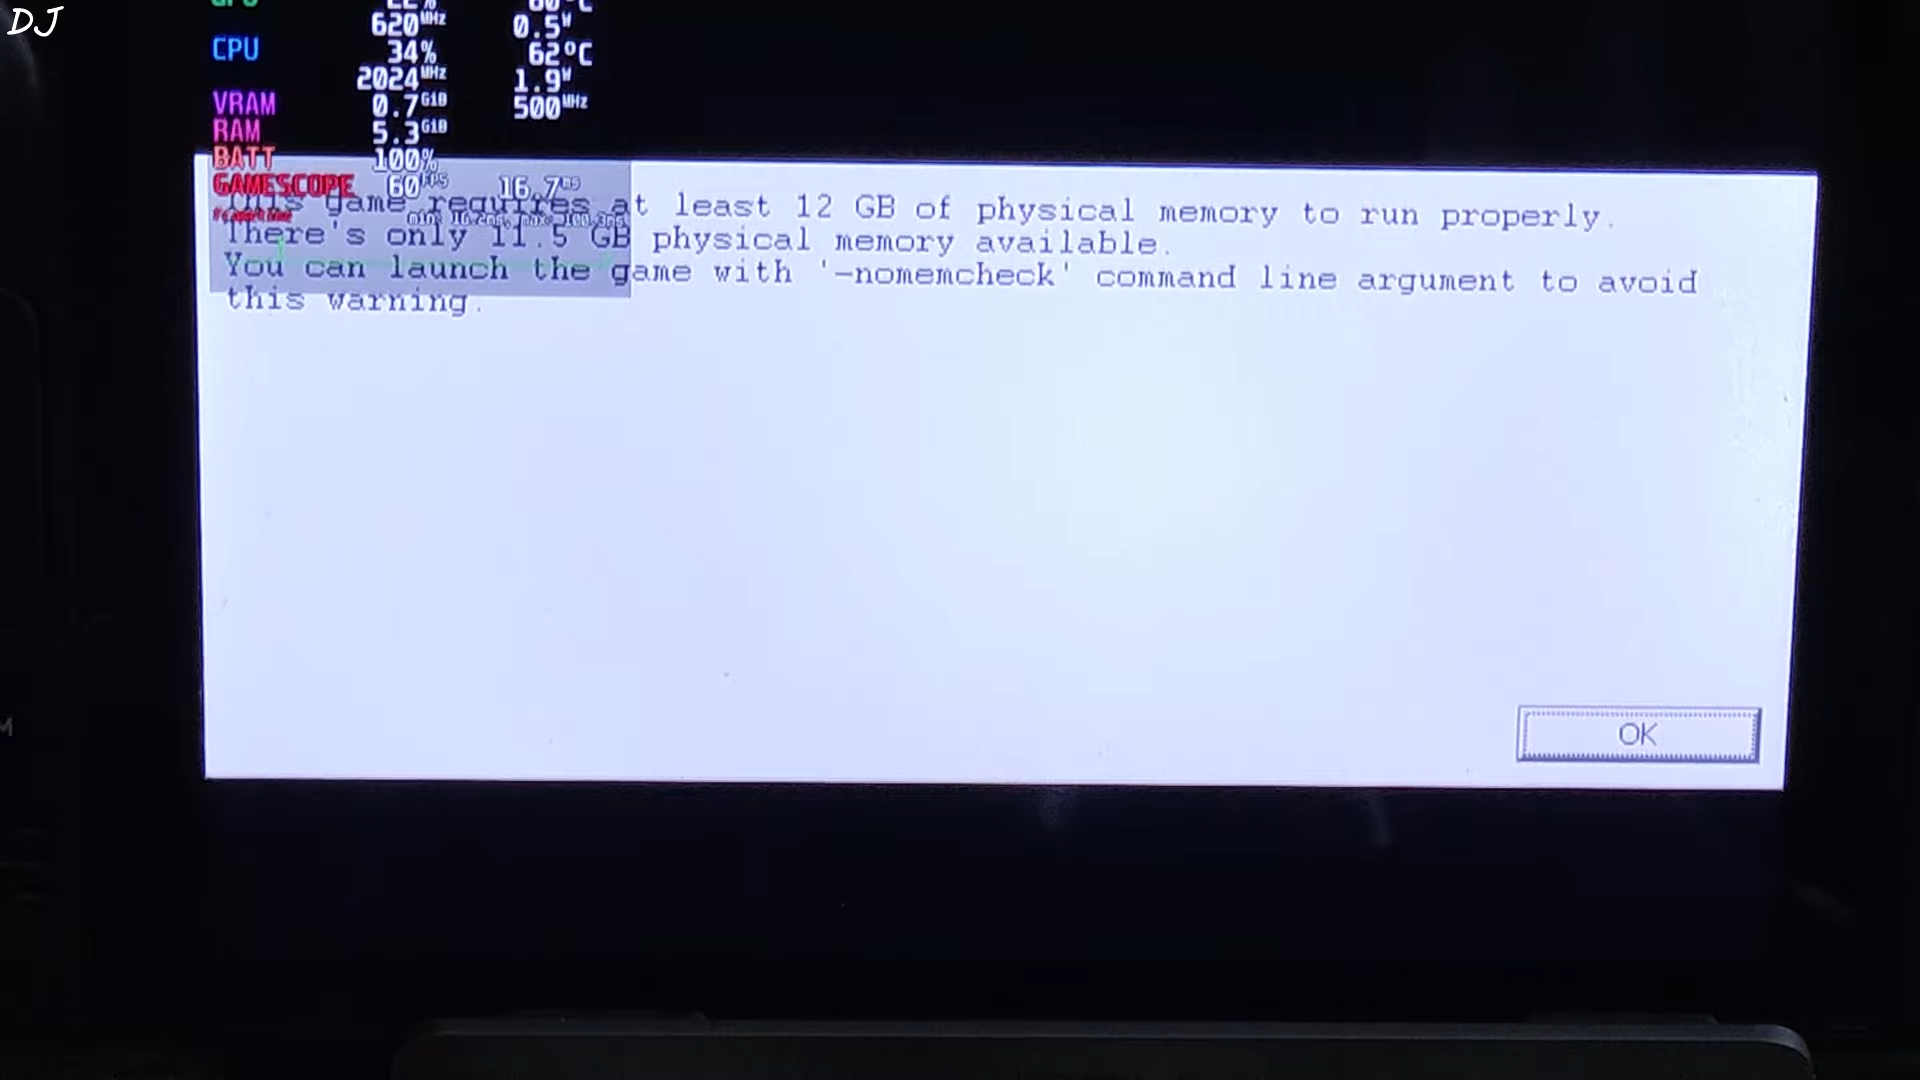 DJ
GPU 22% 60°C
620MHz 0.5W
CPU 34% 62°C
2024MHz 1.9W
VRAM 0.7GiB 500MHz
RAM 5.3GiB
BATT 100%
GAMESCOPE 60FPS 16.7ms
This game requires at least 12 GB of physical memory to run properly.
There's only 11.5 GB physical memory available.
You can launch the game with '-nomemcheck' command line argument to avoid
this warning.
M
OK